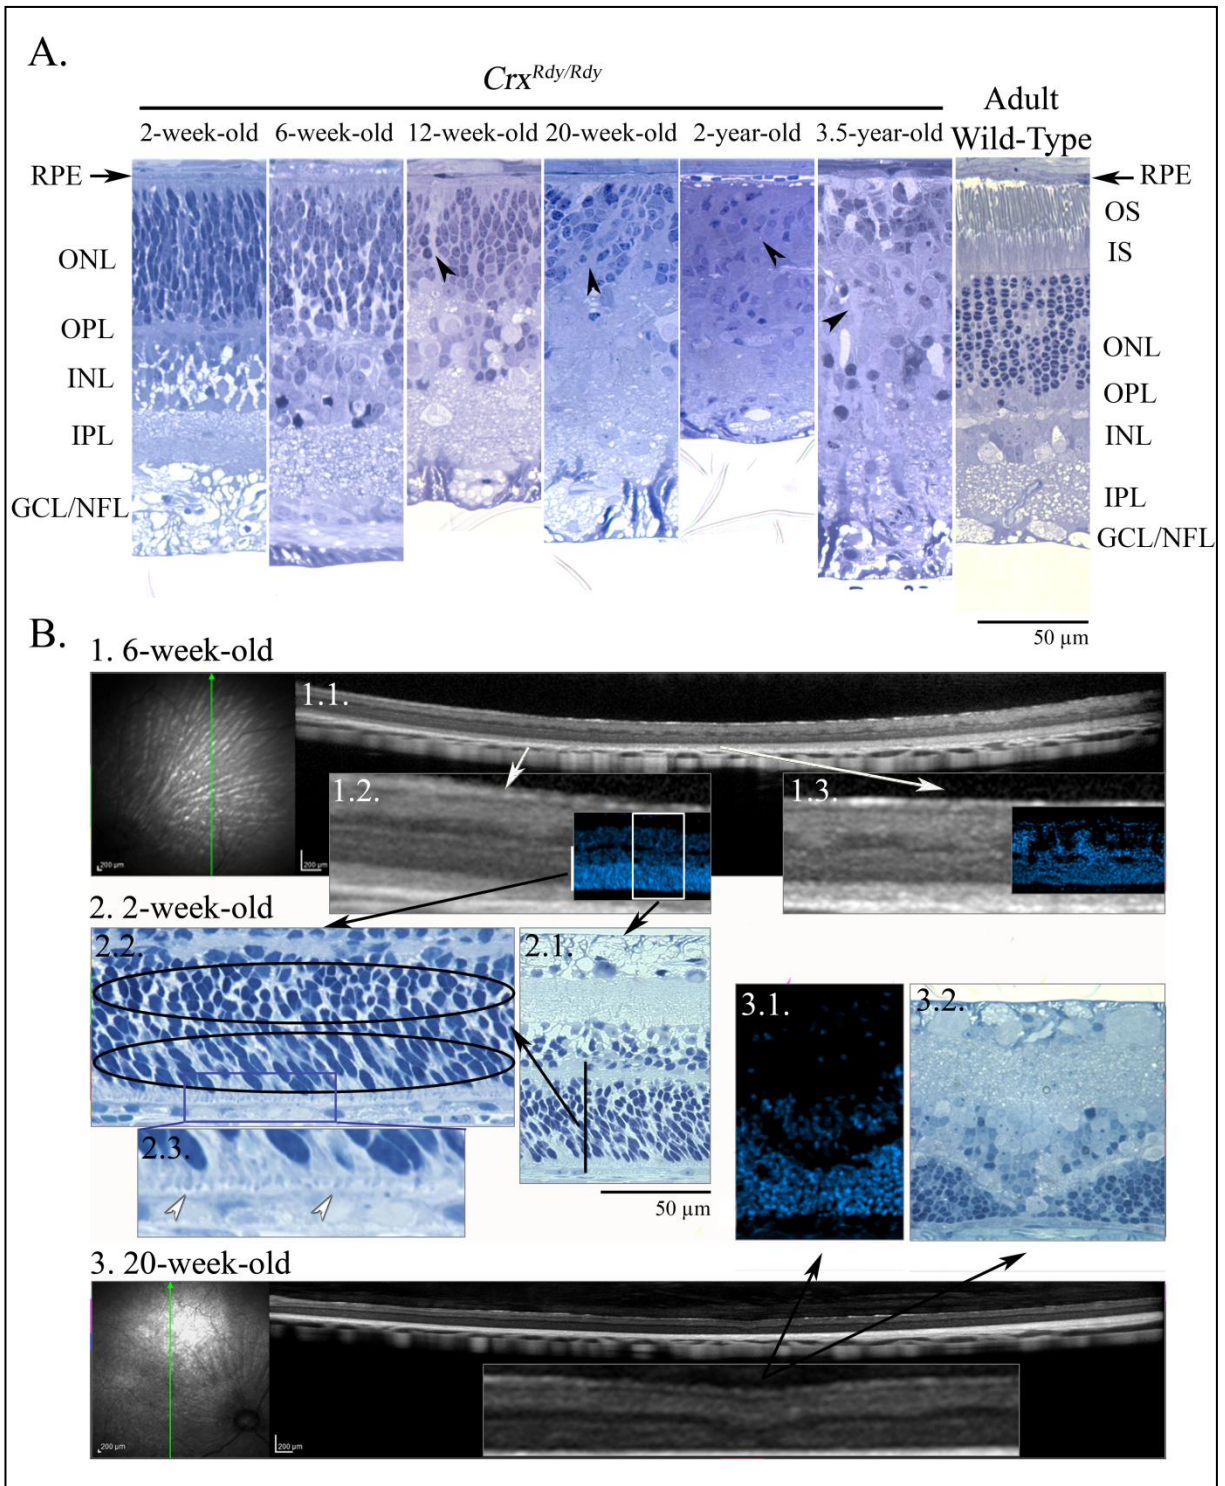 A.
Crx^Rdy/Rdy
2-week-old 6-week-old 12-week-old 20-week-old 2-year-old 3.5-year-old
Adult
Wild-Type
RPE
ONL
OPL
INL
IPL
GCL/NFL
RPE
OS
IS
ONL
OPL
INL
IPL
GCL/NFL
50 µm
B.
1. 6-week-old
1.1.
200 µm
200 µm
1.2.
1.3.
2. 2-week-old
2.2.
2.1.
2.3.
50 µm
3.1.
3.2.
3. 20-week-old
200 µm
200 µm